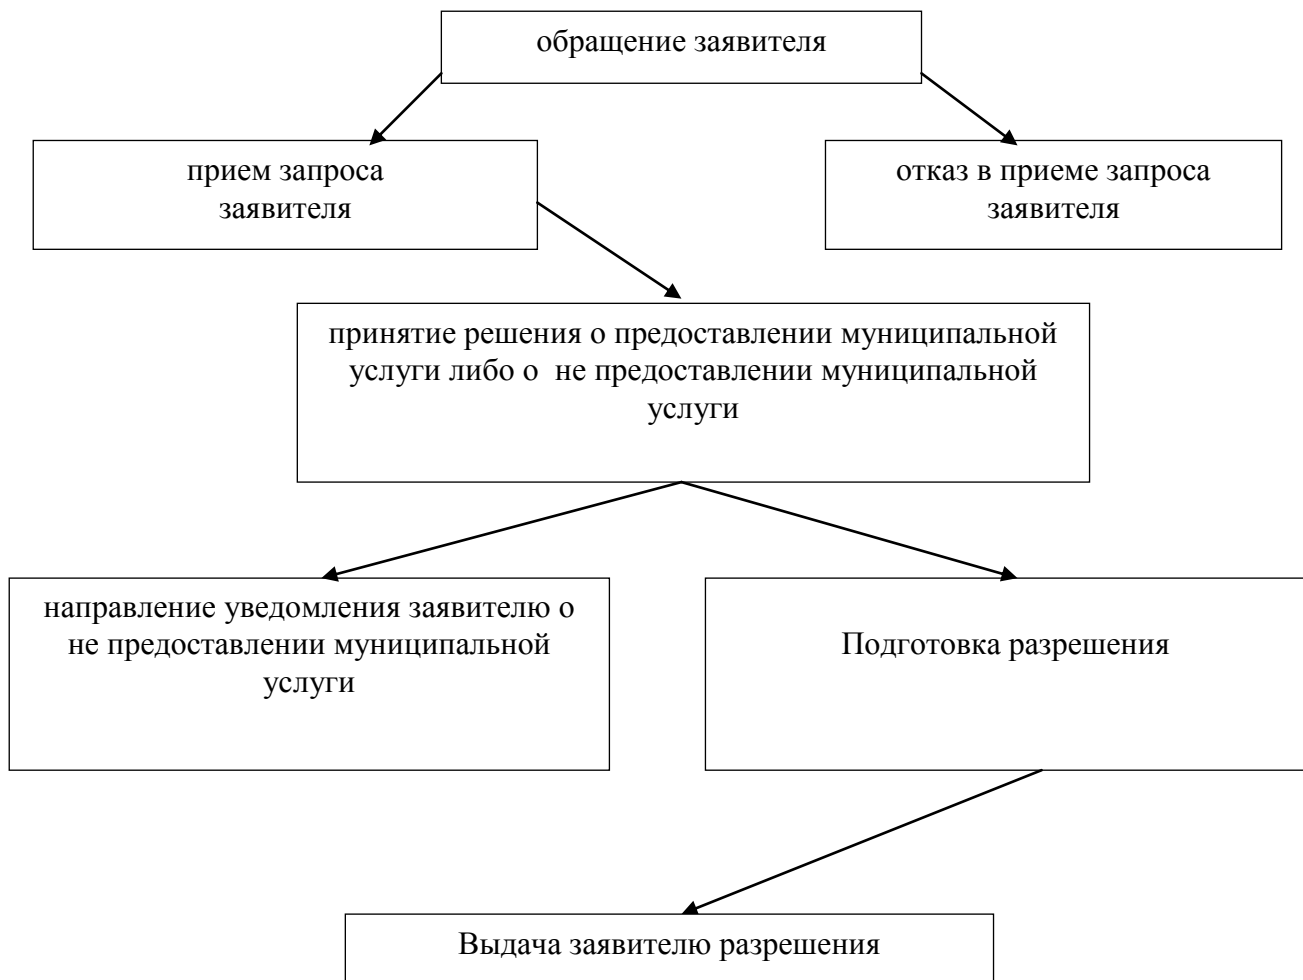 обращение заявителя
прием запроса
заявителя
отказ в приеме запроса
заявителя
принятие решения о предоставлении муниципальной
услуги либо о не предоставлении муниципальной
услуги
направление уведомления заявителю о
не предоставлении муниципальной
услуги
Подготовка разрешения
Выдача заявителю разрешения